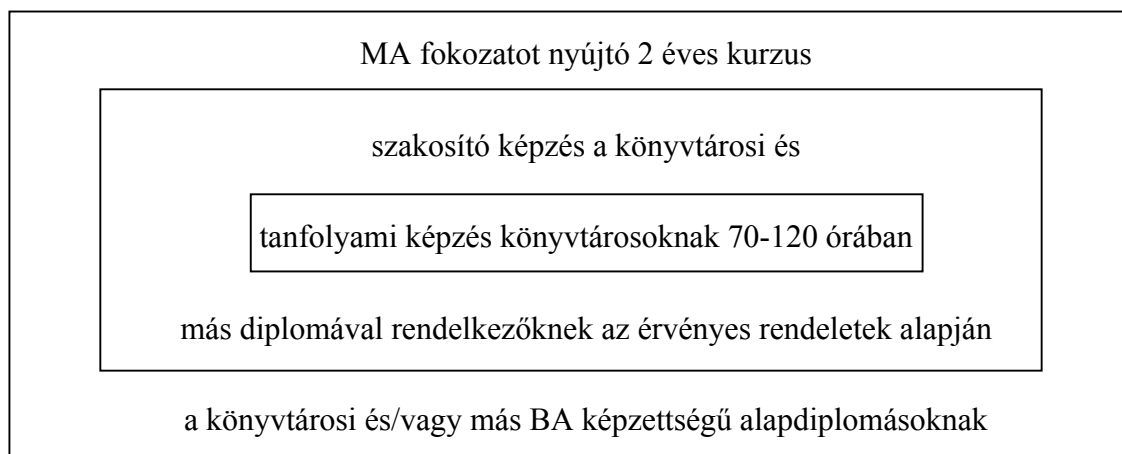 MA fokozatot nyújtó 2 éves kurzus
szakosító képzés a könyvtárosi és
tanfolyami képzés könyvtárosoknak 70-120 órában
más diplomával rendelkezőknek az érvényes rendeletek alapján
a könyvtárosi és/vagy más BA képzettségű alapdiplomásoknak